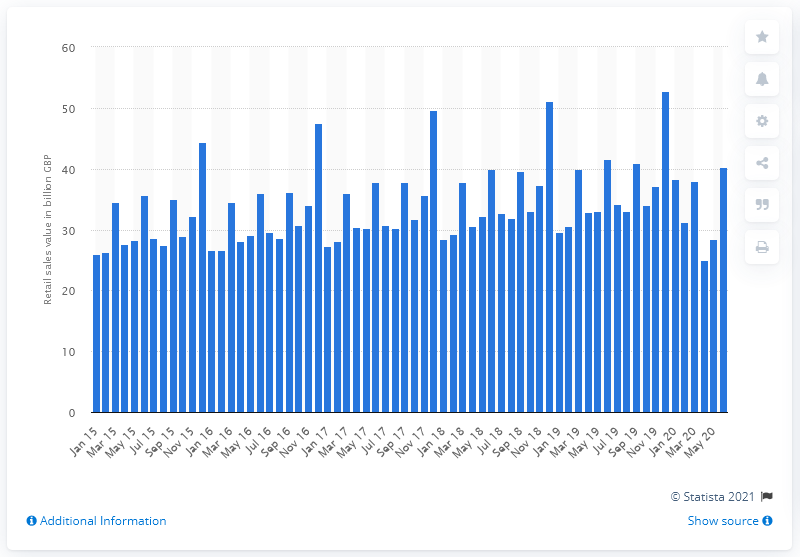 60
50
40
30
20
10
0
Retail sales value in billion GBP
Jan 15
Mar 15
May 15
Jul 15
Sep 15
Nov 15
Jan 16
Mar 16
May 16
Jul 16
Sep 16
Nov 16
Jan 17
Mar 17
May 17
Jul 17
Sep 17
Nov 17
Jan 18
Mar 18
May 18
Jul 18
Sep 18
Nov 18
Jan 19
Mar 19
May 19
Jul 19
Sep 19
Nov 19
Jan 20
Mar 20
May 20
© Statista 2021
Additional Information
Show source